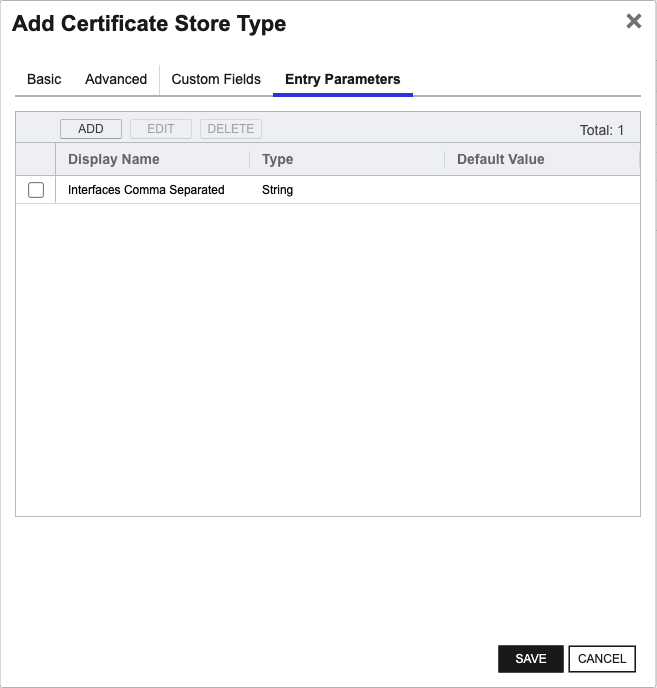 Add Certificate Store Type
Basic Advanced Custom Fields Entry Parameters
ADD EDIT DELETE Total: 1
Display Name Type Default Value
Interfaces Comma Separated String
SAVE CANCEL